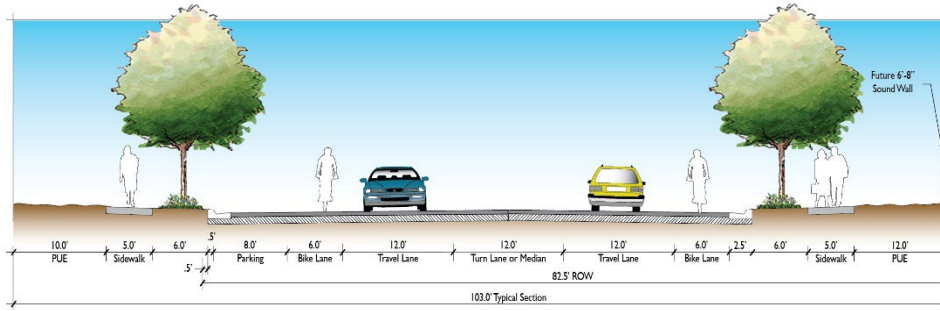 Future 6'-8"
Sound Wall
10.0' 5.0' 6.0' .5' 8.0' 6.0' 12.0' 12.0' 12.0' 6.0' 2.5' 6.0' 5.0' 12.0'
PUE Sidewalk Parking Bike Lane Travel Lane Turn Lane or Median Travel Lane Bike Lane Sidewalk PUE
.5' 82.5' ROW
103.0' Typical Section